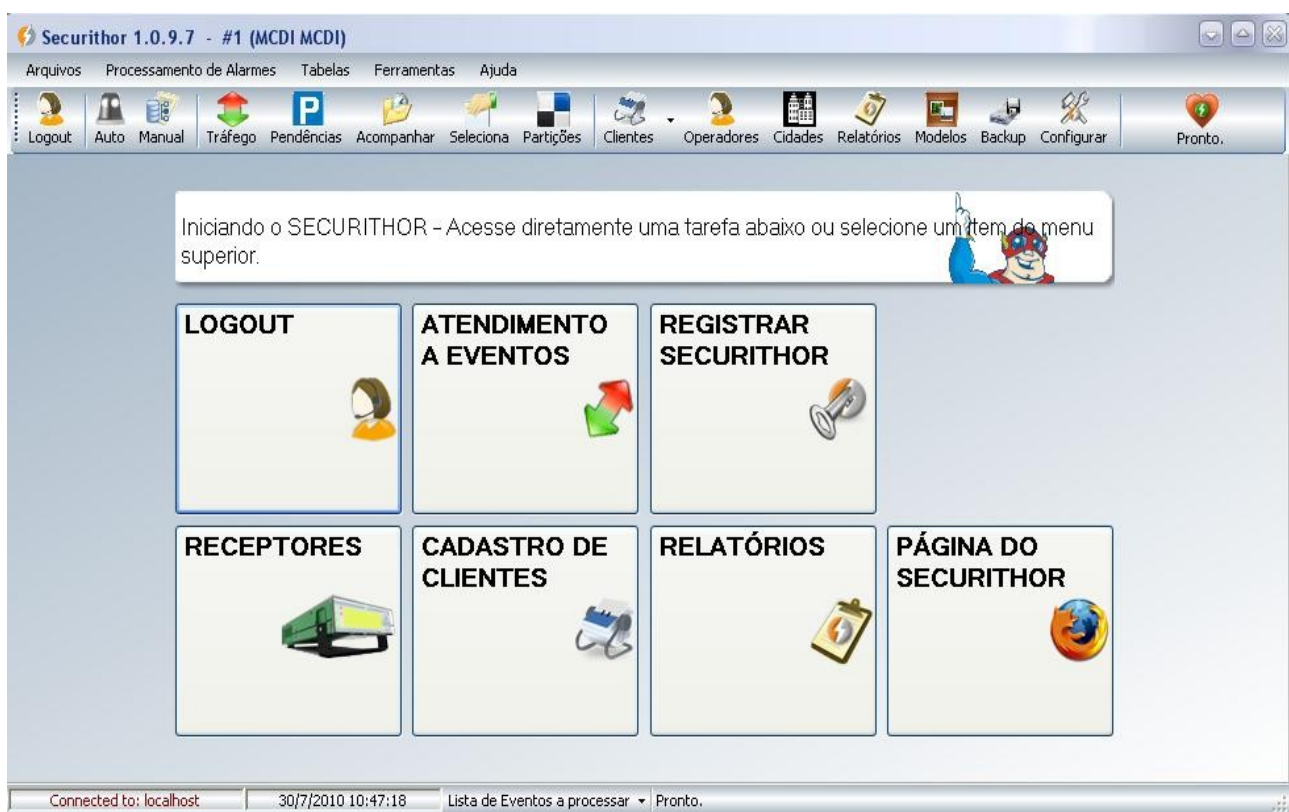 Securithor 1.0.9.7 - #1 (MCDI MCDI)
Arquivos Processamento de Alarmes Tabelas Ferramentas Ajuda
Logout Auto Manual Tráfego Pendências Acompanhar Seleciona Partições Clientes Operadores Cidades Relatórios Modelos Backup Configurar Pronto.
Iniciando o SECURITHOR - Acesse diretamente uma tarefa abaixo ou selecione um item do menu
superior.
LOGOUT
ATENDIMENTO
A EVENTOS
REGISTRAR
SECURITHOR
RECEPTORES
CADASTRO DE
CLIENTES
RELATÓRIOS
PÁGINA DO
SECURITHOR
Connected to: localhost 30/7/2010 10:47:18 Lista de Eventos a processar Pronto.